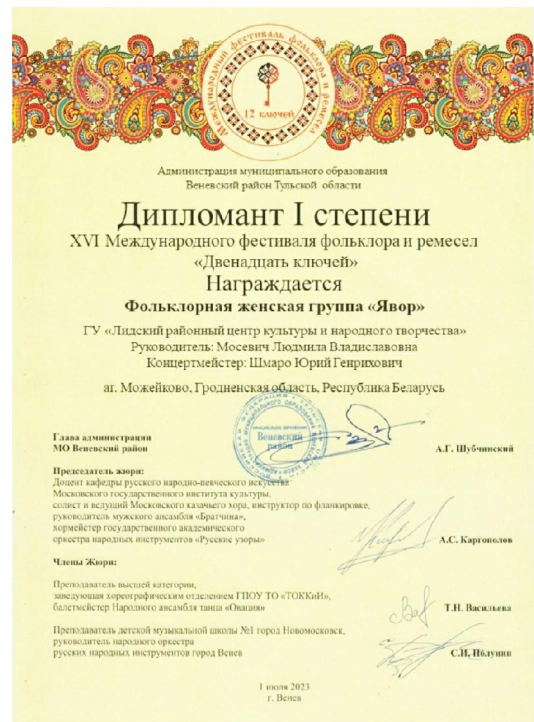 Международный фестиваль фольклора и ремесел
12 ключей
Администрация муниципального образования
Веневский район Тульской области
Дипломант I степени
XVI Международного фестиваля фольклора и ремесел
«Двенадцать ключей»
Награждается
Фольклорная женская группа «Явор»
ГУ «Лидский районный центр культуры и народного творчества»
Руководитель: Мосевич Людмила Владиславовна
Концертмейстер: Шмаро Юрий Генрихович
аг. Можейково, Гродненская область, Республика Беларусь
Веневский
район
Глава администрации
МО Веневский район
А.Г. Шубчинский
Председатель жюри:
Доцент кафедры русского народно-певческого искусства
Московского государственного института культуры,
солист и ведущий Московского казачьего хора, инструктор по фланкировке,
руководитель мужского ансамбля «Братчина»,
хормейстер государственного академического
оркестра народных инструментов «Русские узоры»
А.С. Каргополов
Члены Жюри:
Преподаватель высшей категории,
заведующая хореографическим отделением ГПОУ ТО «ТОККиИ»,
балетмейстер Народного ансамбля танца «Овация»
Т.Н. Васильева
Преподаватель детской музыкальной школы №1 город Новомосковск,
руководитель народного оркестра
русских народных инструментов город Венев
С.И. Яблунин
1 июля 2023
г. Венев